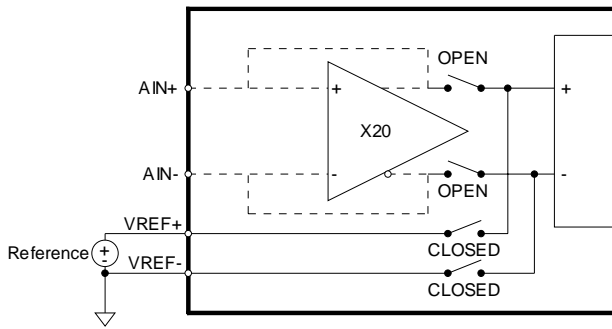 OPEN
AIN+
+
+
X20
AIN-
-
-
OPEN
VREF+
CLOSED
Reference
+
-
VREF-
CLOSED